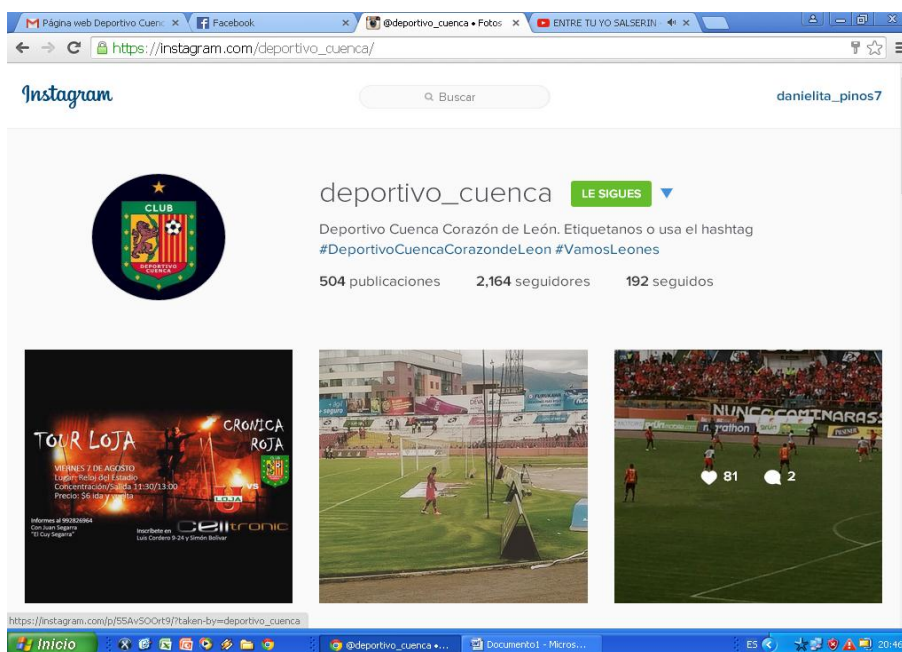 Página web Deportivo Cuenc
Facebook
@deportivo_cuenca • Fotos
ENTRE TU YO SALSERIN
https://instagram.com/deportivo_cuenca/
Instagram
Buscar
danielita_pinos7
CLUB
DEPORTIVO
CUENCA
deportivo_cuenca LE SIGUES
Deportivo Cuenca Corazón de León. Etiquetanos o usa el hashtag
#DeportivoCuencaCorazondeLeon #VamosLeones
504 publicaciones 2,164 seguidores 192 seguidos
TOUR LOJA
CRONICA
ROJA
VIERNES 7 DE AGOSTO
Lugar: Reloj del Estadio
Concentración/Salida 11:30/13:00
Precio: $6 ida y vuelta
VS
LOJA
Informes al 992826964
Con Juan Segarra
"El Cuy Segarra"
Inscríbete en
Celltronic
Luis Cordero 9-24 y Simón Bolívar
seguro
81 2
https://instagram.com/p/5SAvSOOrt9/?taken-by=deportivo_cuenca
Inicio
@deportivo_cuenca •...
Documento1 - Micros...
ES
20:46